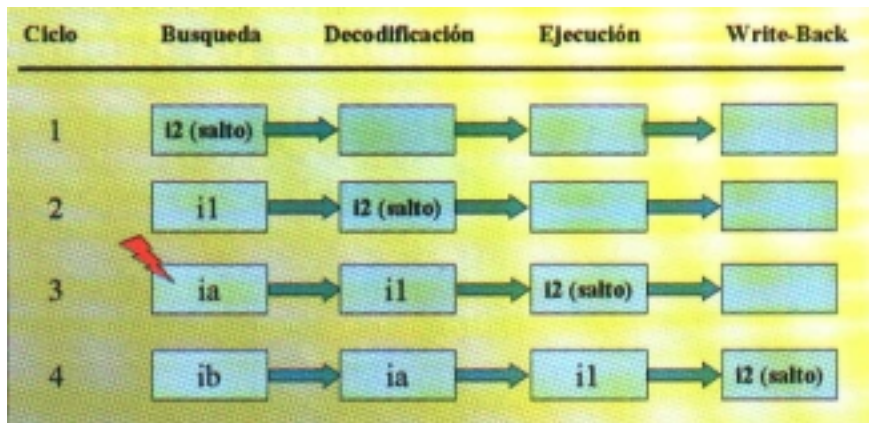 Ciclo Busqueda Decodificación Ejecución Write-Back
1 i2 (salto)
2 i1 i2 (salto)
3 ia i1 i2 (salto)
4 ib ia i1 i2 (salto)